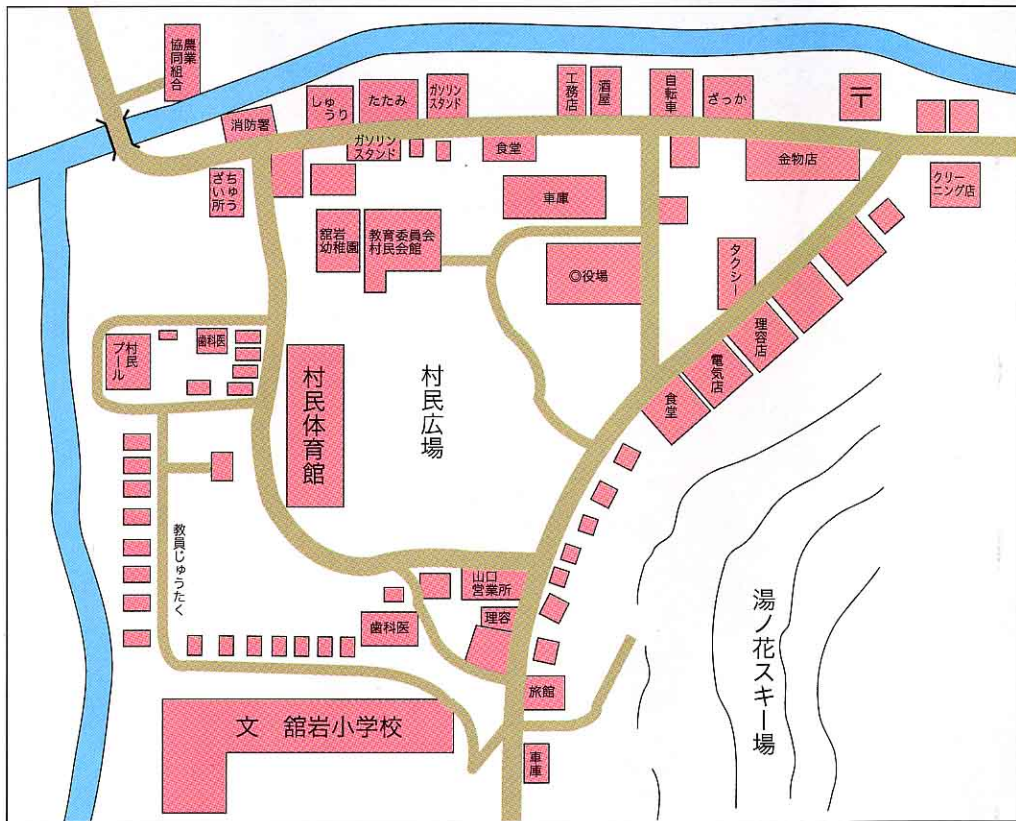 農業
協同組合
消防署
しゅうり
たたみ
ガソリン
スタンド
工務店
酒屋
自転車
ざっか
〒
ガソリン
スタンド
食堂
金物店
クリー
ニング店
ちゅう
ざい所
車庫
舘岩
幼稚園
教育委員会
村民会館
◎役場
タクシー
理容店
電気店
食堂
村民
プール
歯科医
村民体育館
村民広場
教員じゅうたく
山口
営業所
理容
歯科医
旅館
車庫
文 舘岩小学校
湯ノ花スキー場